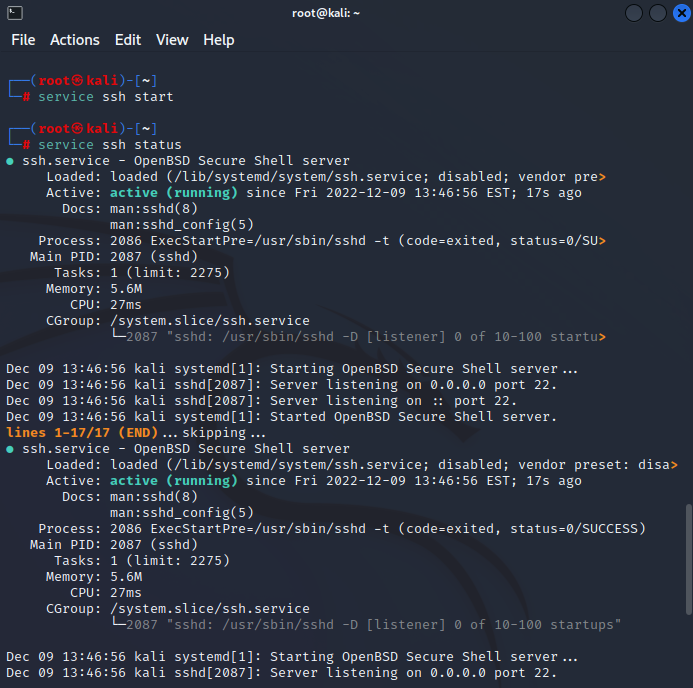 root@kali: ~
File Actions Edit View Help
┌──(root㉿kali)-[~]
└─# service ssh start
┌──(root㉿kali)-[~]
└─# service ssh status
● ssh.service - OpenBSD Secure Shell server
     Loaded: loaded (/lib/systemd/system/ssh.service; disabled; vendor pre>
     Active: active (running) since Fri 2022-12-09 13:46:56 EST; 17s ago
       Docs: man:sshd(8)
             man:sshd_config(5)
    Process: 2086 ExecStartPre=/usr/sbin/sshd -t (code=exited, status=0/SU>
   Main PID: 2087 (sshd)
      Tasks: 1 (limit: 2275)
     Memory: 5.6M
        CPU: 27ms
     CGroup: /system.slice/ssh.service
             └─2087 "sshd: /usr/sbin/sshd -D [listener] 0 of 10-100 startu>
Dec 09 13:46:56 kali systemd[1]: Starting OpenBSD Secure Shell server...
Dec 09 13:46:56 kali sshd[2087]: Server listening on 0.0.0.0 port 22.
Dec 09 13:46:56 kali sshd[2087]: Server listening on :: port 22.
Dec 09 13:46:56 kali systemd[1]: Started OpenBSD Secure Shell server.
lines 1-17/17 (END)...skipping...
● ssh.service - OpenBSD Secure Shell server
     Loaded: loaded (/lib/systemd/system/ssh.service; disabled; vendor preset: disa>
     Active: active (running) since Fri 2022-12-09 13:46:56 EST; 17s ago
       Docs: man:sshd(8)
             man:sshd_config(5)
    Process: 2086 ExecStartPre=/usr/sbin/sshd -t (code=exited, status=0/SUCCESS)
   Main PID: 2087 (sshd)
      Tasks: 1 (limit: 2275)
     Memory: 5.6M
        CPU: 27ms
     CGroup: /system.slice/ssh.service
             └─2087 "sshd: /usr/sbin/sshd -D [listener] 0 of 10-100 startups"
Dec 09 13:46:56 kali systemd[1]: Starting OpenBSD Secure Shell server...
Dec 09 13:46:56 kali sshd[2087]: Server listening on 0.0.0.0 port 22.